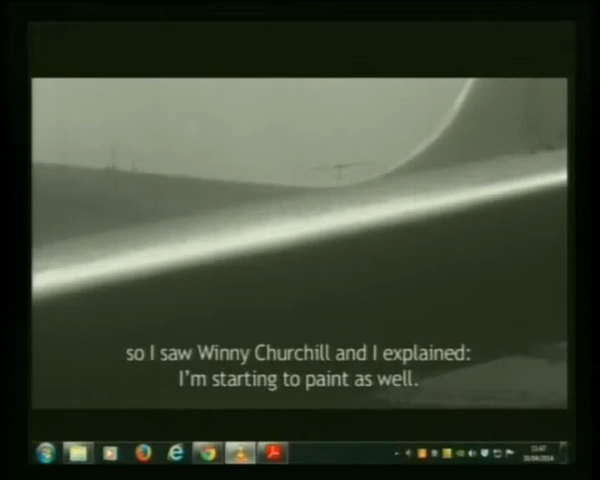 so I saw Winny Churchill and I explained:
I'm starting to paint as well.